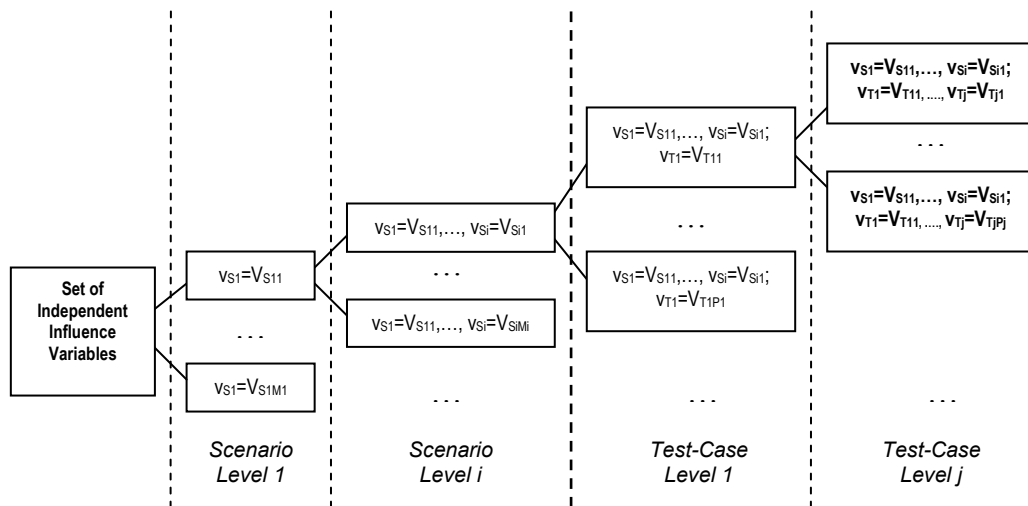 Set of
Independent
Influence
Variables
vS1=VS11
. . .
vS1=VS1M1
Scenario
Level 1
vS1=VS11,…, vSi=VSi1
. . .
vS1=VS11,…, vSi=VSiMi
. . .
Scenario
Level i
vS1=VS11,…, vSi=VSi1;
vT1=VT11
. . .
vS1=VS11,…, vSi=VSi1;
vT1=VT1P1
. . .
Test-Case
Level 1
vS1=VS11,…, vSi=VSi1;
vT1=VT11, ...., vTj=VTj1
. . .
vS1=VS11,…, vSi=VSi1;
vT1=VT11, ...., vTj=VTjPj
. . .
Test-Case
Level j